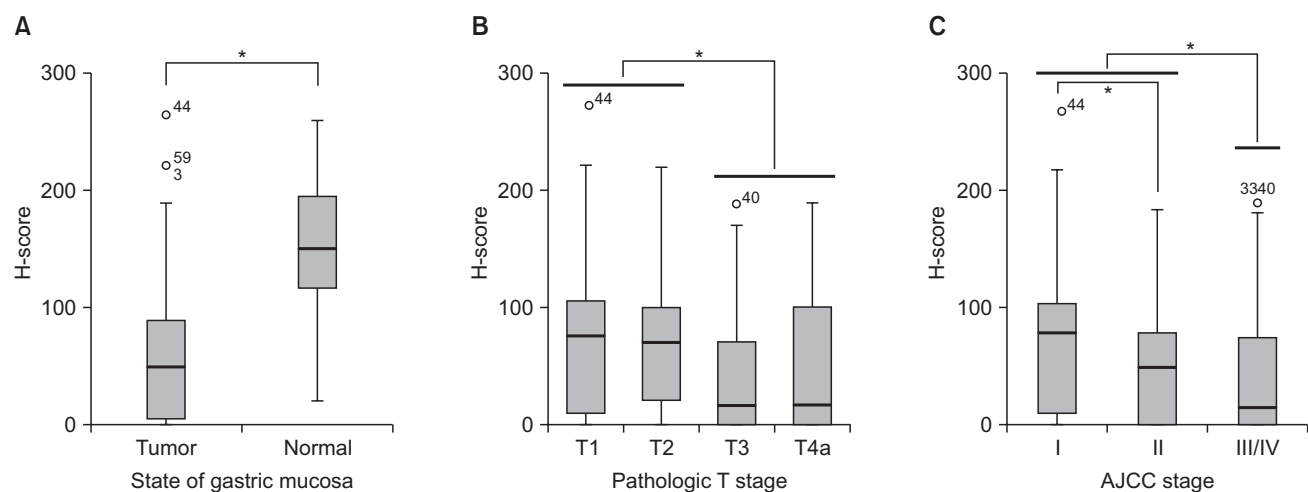 A
*
300
44
59
3
200
100
0
H-score
Tumor
Normal
State of gastric mucosa
B
*
300
44
200
40
100
0
H-score
T1
T2
T3
T4a
Pathologic T stage
C
*
300
*
44
200
3340
100
0
H-score
I
II
III/IV
AJCC stage